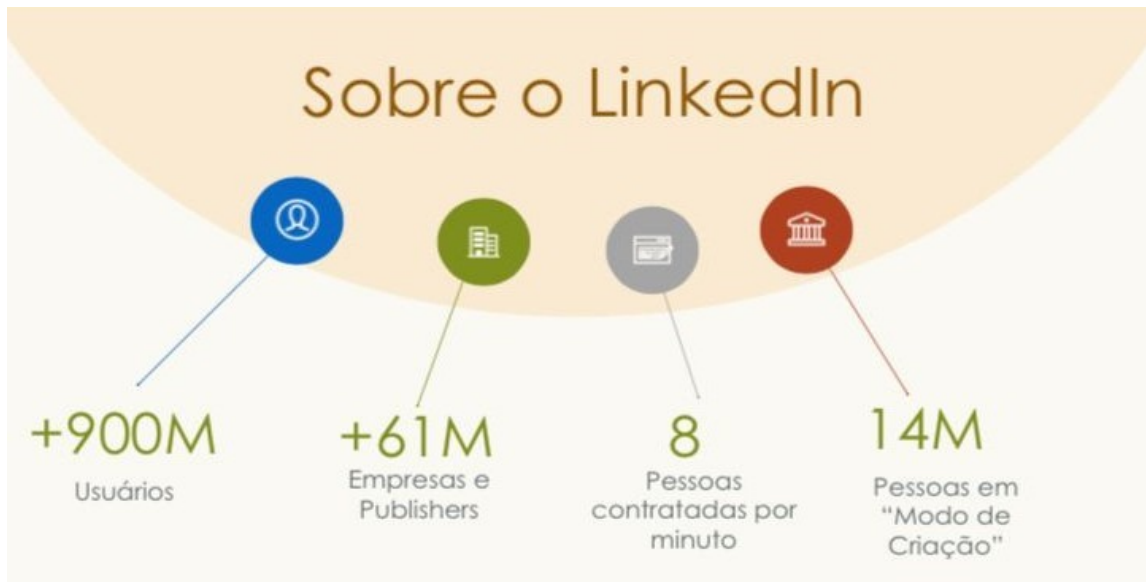 Sobre o LinkedIn
+900M
Usuários
+61M
Empresas e
Publishers
8
Pessoas
contratadas por
minuto
14M
Pessoas em
“Modo de
Criação”